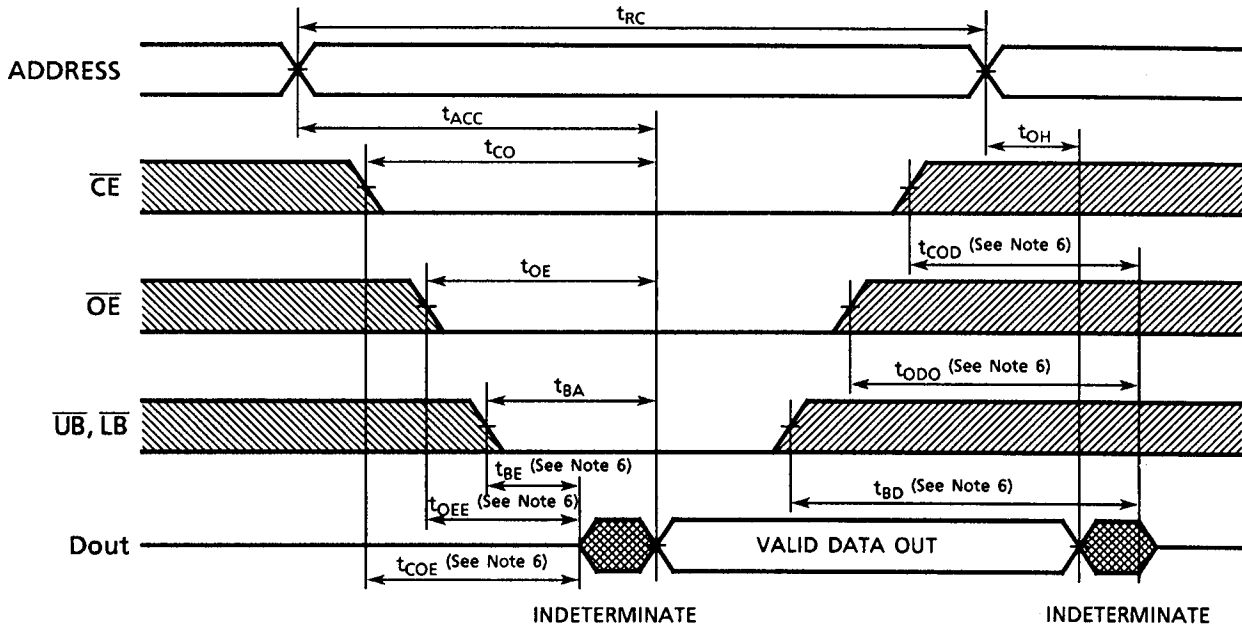 tRC
ADDRESS
tACC
tCO
tOH
CE
tCOD (See Note 6)
tOE
OE
tODO (See Note 6)
tBA
UB, LB
tBE (See Note 6)
tOEE (See Note 6)
tBD (See Note 6)
Dout
VALID DATA OUT
tCOE (See Note 6)
INDETERMINATE
INDETERMINATE